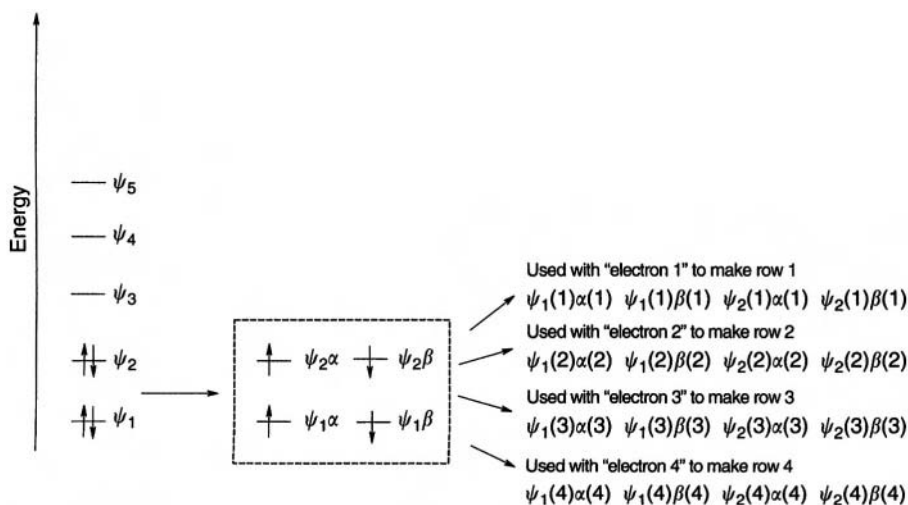 Energy
ψ5
ψ4
ψ3
ψ2
ψ1
ψ2α ψ2β
ψ1α ψ1β
Used with “electron 1” to make row 1
ψ1(1)α(1) ψ1(1)β(1) ψ2(1)α(1) ψ2(1)β(1)
Used with “electron 2” to make row 2
ψ1(2)α(2) ψ1(2)β(2) ψ2(2)α(2) ψ2(2)β(2)
Used with “electron 3” to make row 3
ψ1(3)α(3) ψ1(3)β(3) ψ2(3)α(3) ψ2(3)β(3)
Used with “electron 4” to make row 4
ψ1(4)α(4) ψ1(4)β(4) ψ2(4)α(4) ψ2(4)β(4)